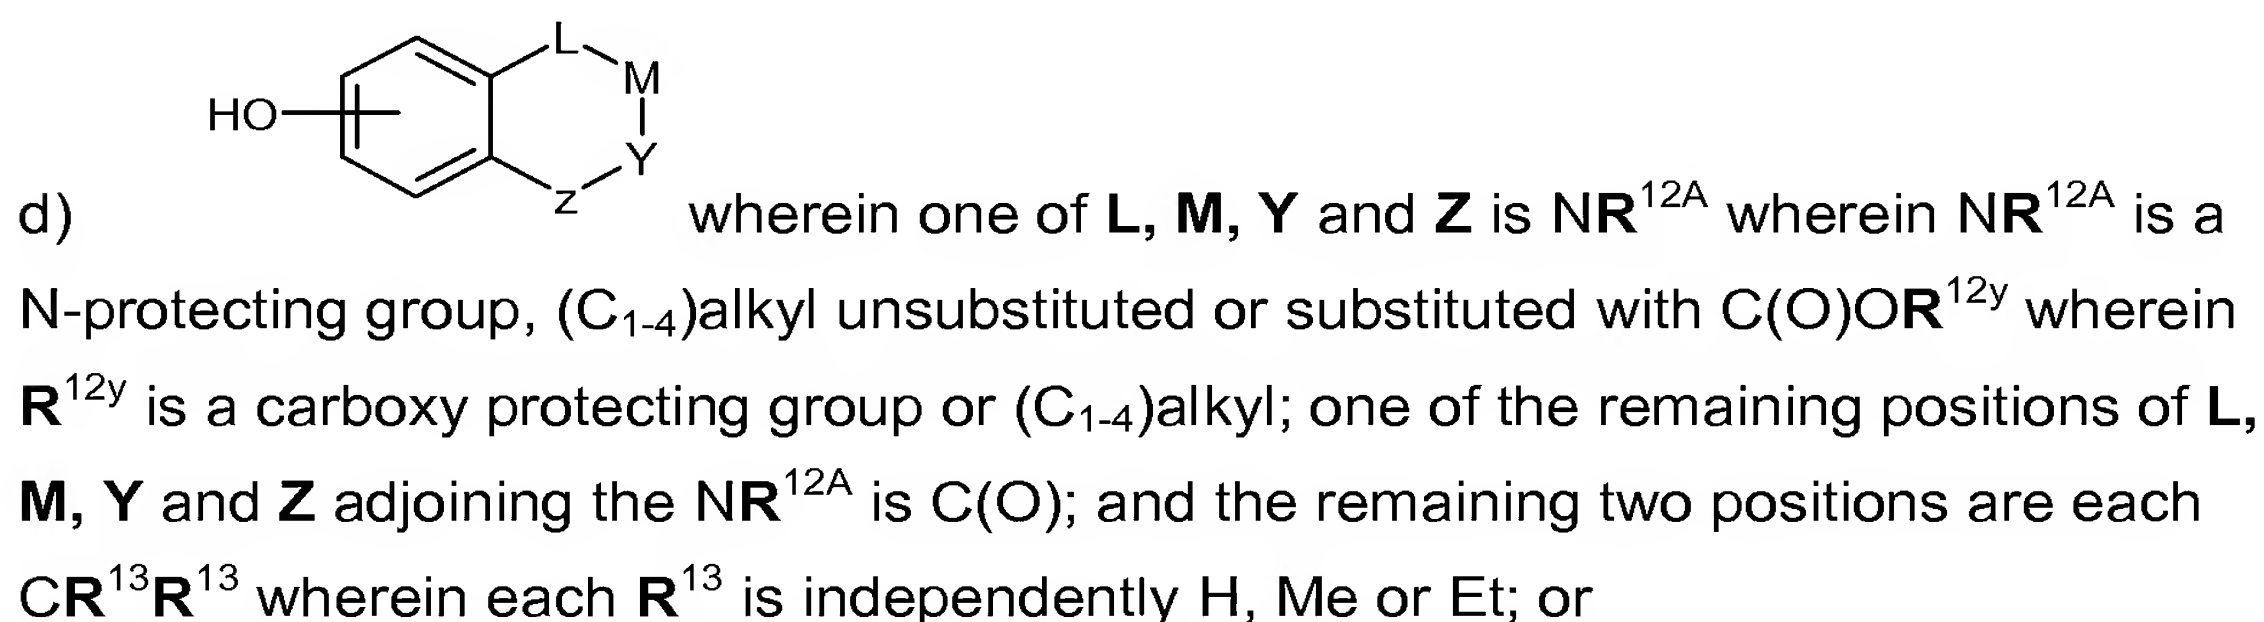 L
M
HO
Y
Z
d) wherein one of L, M, Y and Z is NR¹²ᴬ wherein NR¹²ᴬ is a
N-protecting group, (C₁₋₄)alkyl unsubstituted or substituted with C(O)OR¹²ʸ wherein
R¹²ʸ is a carboxy protecting group or (C₁₋₄)alkyl; one of the remaining positions of L,
M, Y and Z adjoining the NR¹²ᴬ is C(O); and the remaining two positions are each
CR¹³R¹³ wherein each R¹³ is independently H, Me or Et; or